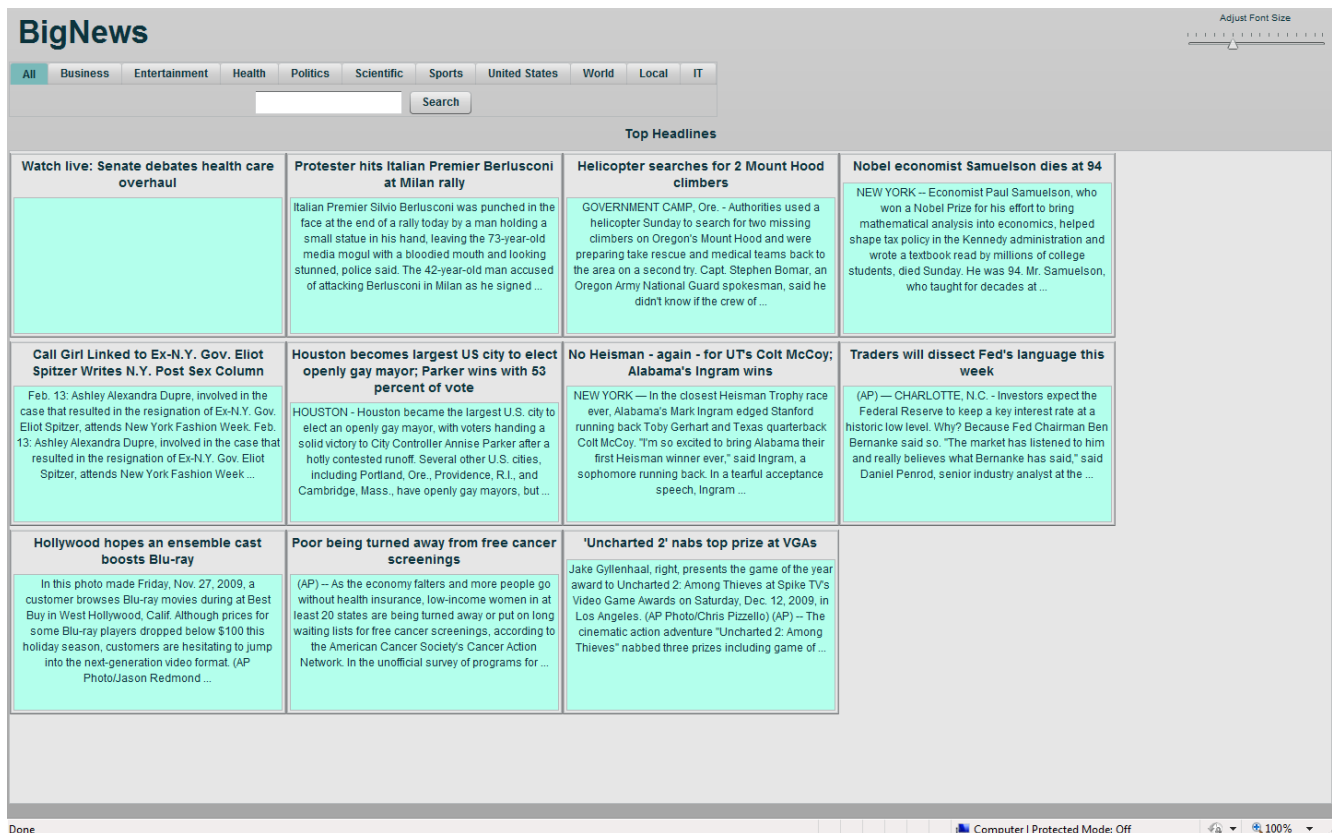 BigNews
Adjust Font Size
All Business Entertainment Health Politics Scientific Sports United States World Local IT
Search
Top Headlines
Watch live: Senate debates health care
overhaul
Protester hits Italian Premier Berlusconi
at Milan rally
Italian Premier Silvio Berlusconi was punched in the
face at the end of a rally today by a man holding a
small statue in his hand, leaving the 73-year-old
media mogul with a bloodied mouth and looking
stunned, police said. The 42-year-old man accused
of attacking Berlusconi in Milan as he signed ...
Helicopter searches for 2 Mount Hood
climbers
GOVERNMENT CAMP, Ore. - Authorities used a
helicopter Sunday to search for two missing
climbers on Oregon's Mount Hood and were
preparing take rescue and medical teams back to
the area on a second try. Capt. Stephen Bomar, an
Oregon Army National Guard spokesman, said he
didn't know if the crew of ...
Nobel economist Samuelson dies at 94
NEW YORK -- Economist Paul Samuelson, who
won a Nobel Prize for his effort to bring
mathematical analysis into economics, helped
shape tax policy in the Kennedy administration and
wrote a textbook read by millions of college
students, died Sunday. He was 94. Mr. Samuelson,
who taught for decades at ...
Call Girl Linked to Ex-N.Y. Gov. Eliot
Spitzer Writes N.Y. Post Sex Column
Feb. 13: Ashley Alexandra Dupre, involved in the
case that resulted in the resignation of Ex-N.Y. Gov.
Eliot Spitzer, attends New York Fashion Week. Feb.
13: Ashley Alexandra Dupre, involved in the case that
resulted in the resignation of Ex-N.Y. Gov. Eliot
Spitzer, attends New York Fashion Week ...
Houston becomes largest US city to elect
openly gay mayor; Parker wins with 53
percent of vote
HOUSTON - Houston became the largest U.S. city to
elect an openly gay mayor, with voters handing a
solid victory to City Controller Annise Parker after a
hotly contested runoff. Several other U.S. cities,
including Portland, Ore., Providence, R.I., and
Cambridge, Mass., have openly gay mayors, but ...
No Heisman - again - for UT's Colt McCoy;
Alabama's Ingram wins
NEW YORK — In the closest Heisman Trophy race
ever, Alabama's Mark Ingram edged Stanford
running back Toby Gerhart and Texas quarterback
Colt McCoy. "I'm so excited to bring Alabama their
first Heisman winner ever," said Ingram, a
sophomore running back. In a tearful acceptance
speech, Ingram ...
Traders will dissect Fed's language this
week
(AP) — CHARLOTTE, N.C. - Investors expect the
Federal Reserve to keep a key interest rate at a
historic low level. Why? Because Fed Chairman Ben
Bernanke said so. "The market has listened to him
and really believes what Bernanke has said," said
Daniel Penrod, senior industry analyst at the ...
Hollywood hopes an ensemble cast
boosts Blu-ray
In this photo made Friday, Nov. 27, 2009, a
customer browses Blu-ray movies during at Best
Buy in West Hollywood, Calif. Although prices for
some Blu-ray players dropped below $100 this
holiday season, customers are hesitating to jump
into the next-generation video format. (AP
Photo/Jason Redmond ...
Poor being turned away from free cancer
screenings
(AP) -- As the economy falters and more people go
without health insurance, low-income women in at
least 20 states are being turned away or put on long
waiting lists for free cancer screenings, according to
the American Cancer Society's Cancer Action
Network. In the unofficial survey of programs for ...
'Uncharted 2' nabs top prize at VGAs
Jake Gyllenhaal, right, presents the game of the year
award to Uncharted 2: Among Thieves at Spike TV's
Video Game Awards on Saturday, Dec. 12, 2009, in
Los Angeles. (AP Photo/Chris Pizzello) (AP) -- The
cinematic action adventure "Uncharted 2: Among
Thieves" nabbed three prizes including game of ...
Done
Computer | Protected Mode: Off
100%